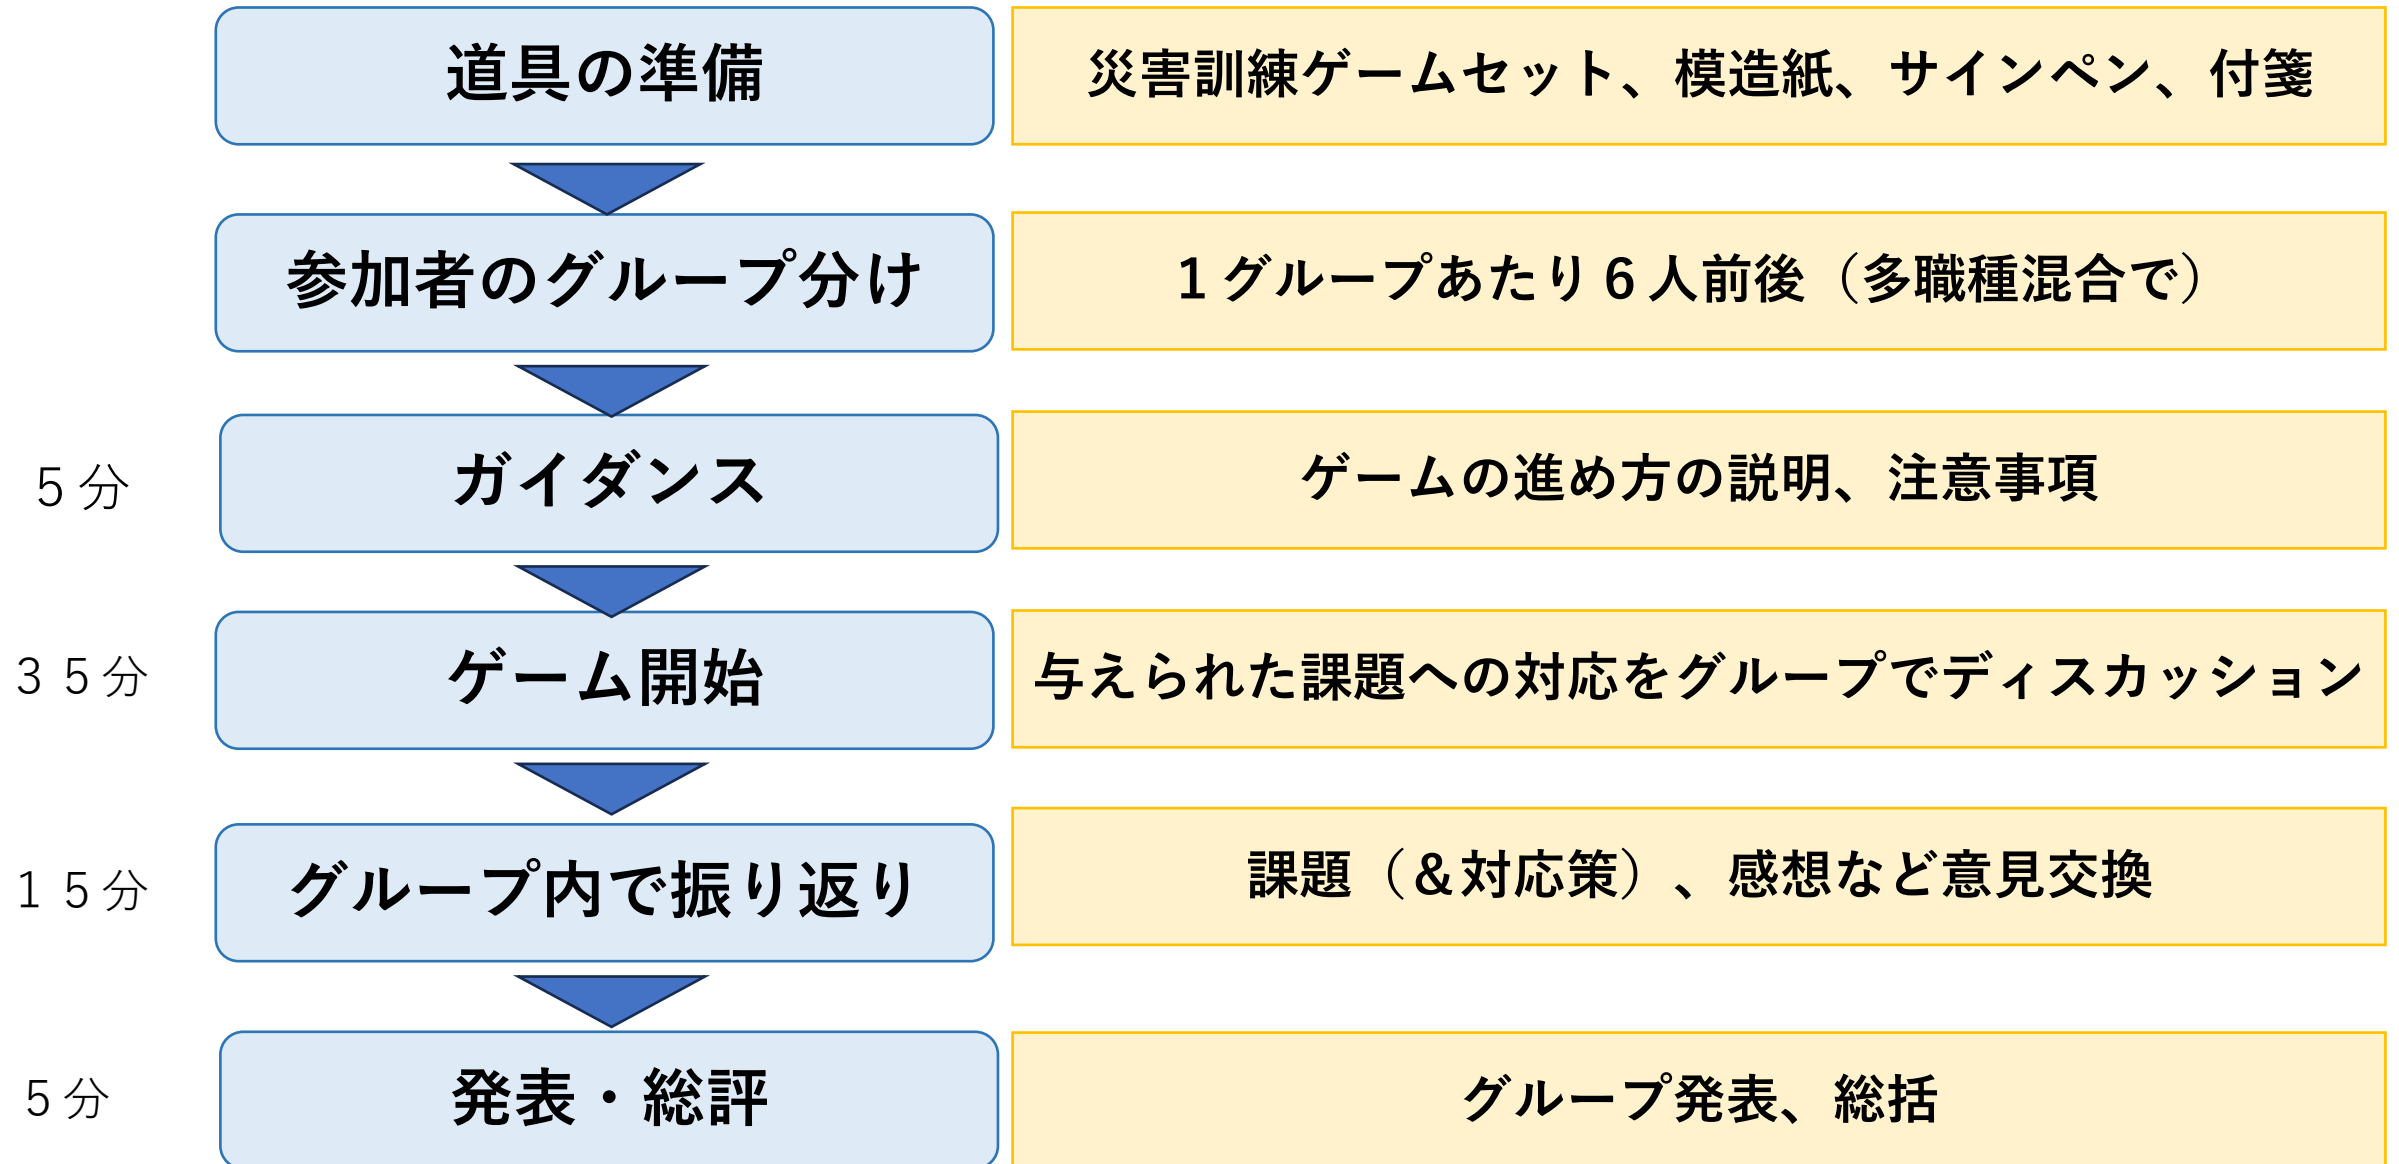 道具の準備
災害訓練ゲームセット、模造紙、サインペン、付箋
参加者のグループ分け
１グループあたり６人前後（多職種混合で）
５分
ガイダンス
ゲームの進め方の説明、注意事項
３５分
ゲーム開始
与えられた課題への対応をグループでディスカッション
１５分
グループ内で振り返り
課題（＆対応策）、感想など意見交換
５分
発表・総評
グループ発表、総括